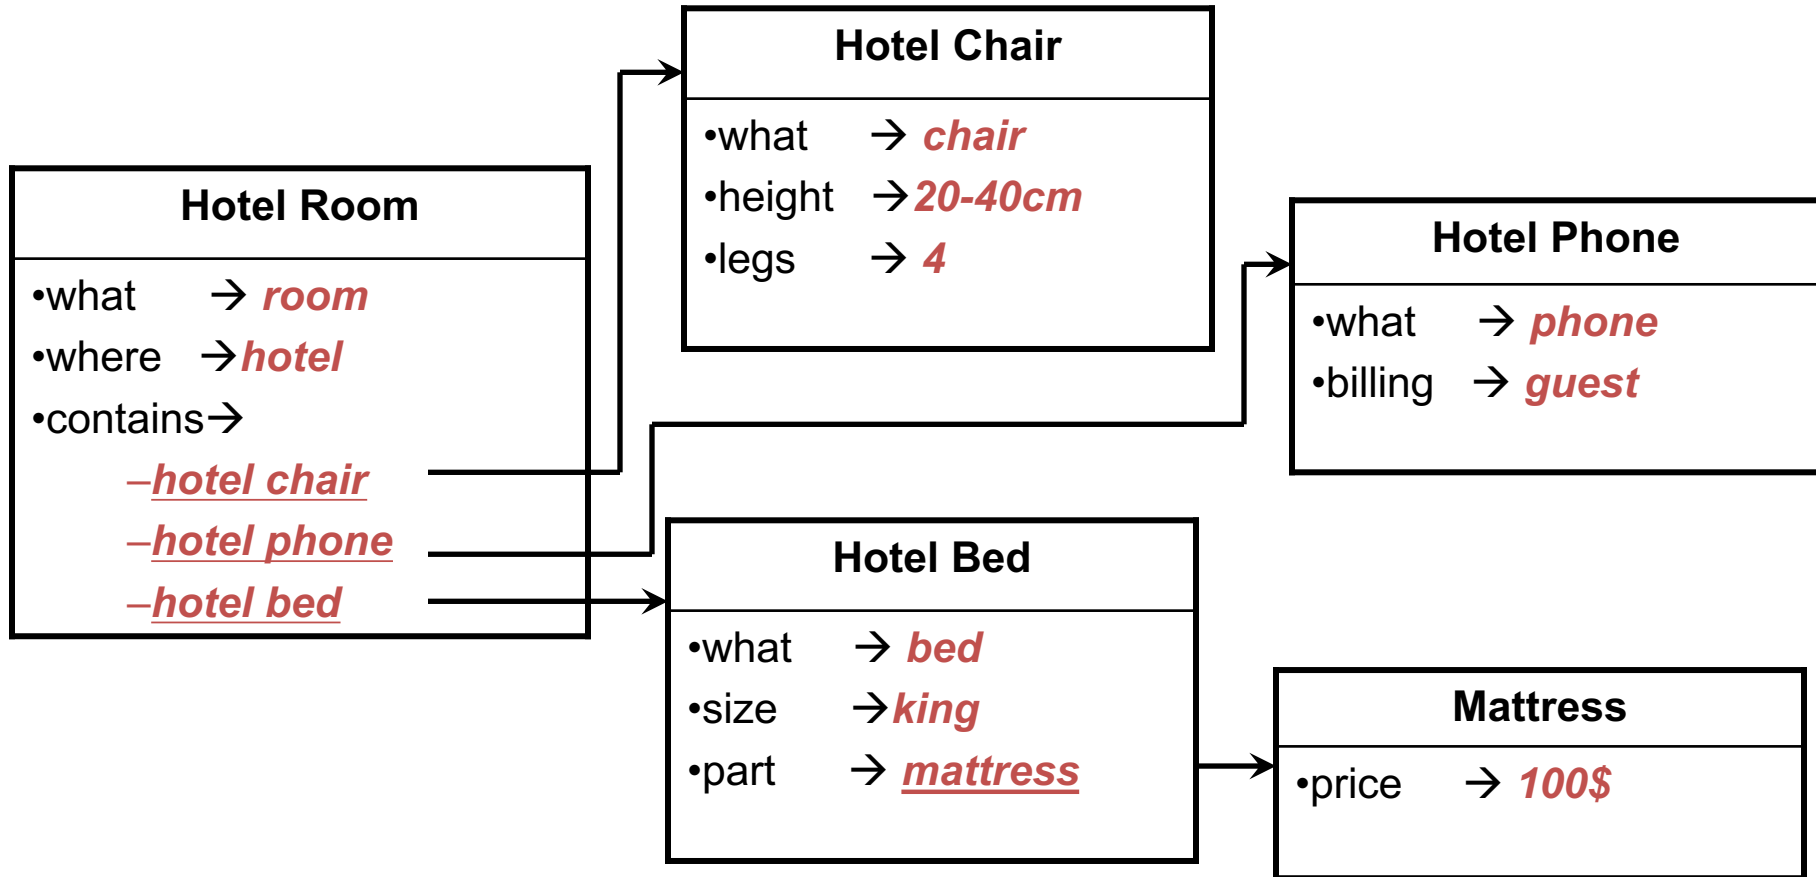 Hotel Room
•what → room
•where → hotel
•contains→
–hotel chair
–hotel phone
–hotel bed
Hotel Chair
•what → chair
•height → 20-40cm
•legs → 4
Hotel Phone
•what → phone
•billing → guest
Hotel Bed
•what → bed
•size → king
•part → mattress
Mattress
•price → 100$